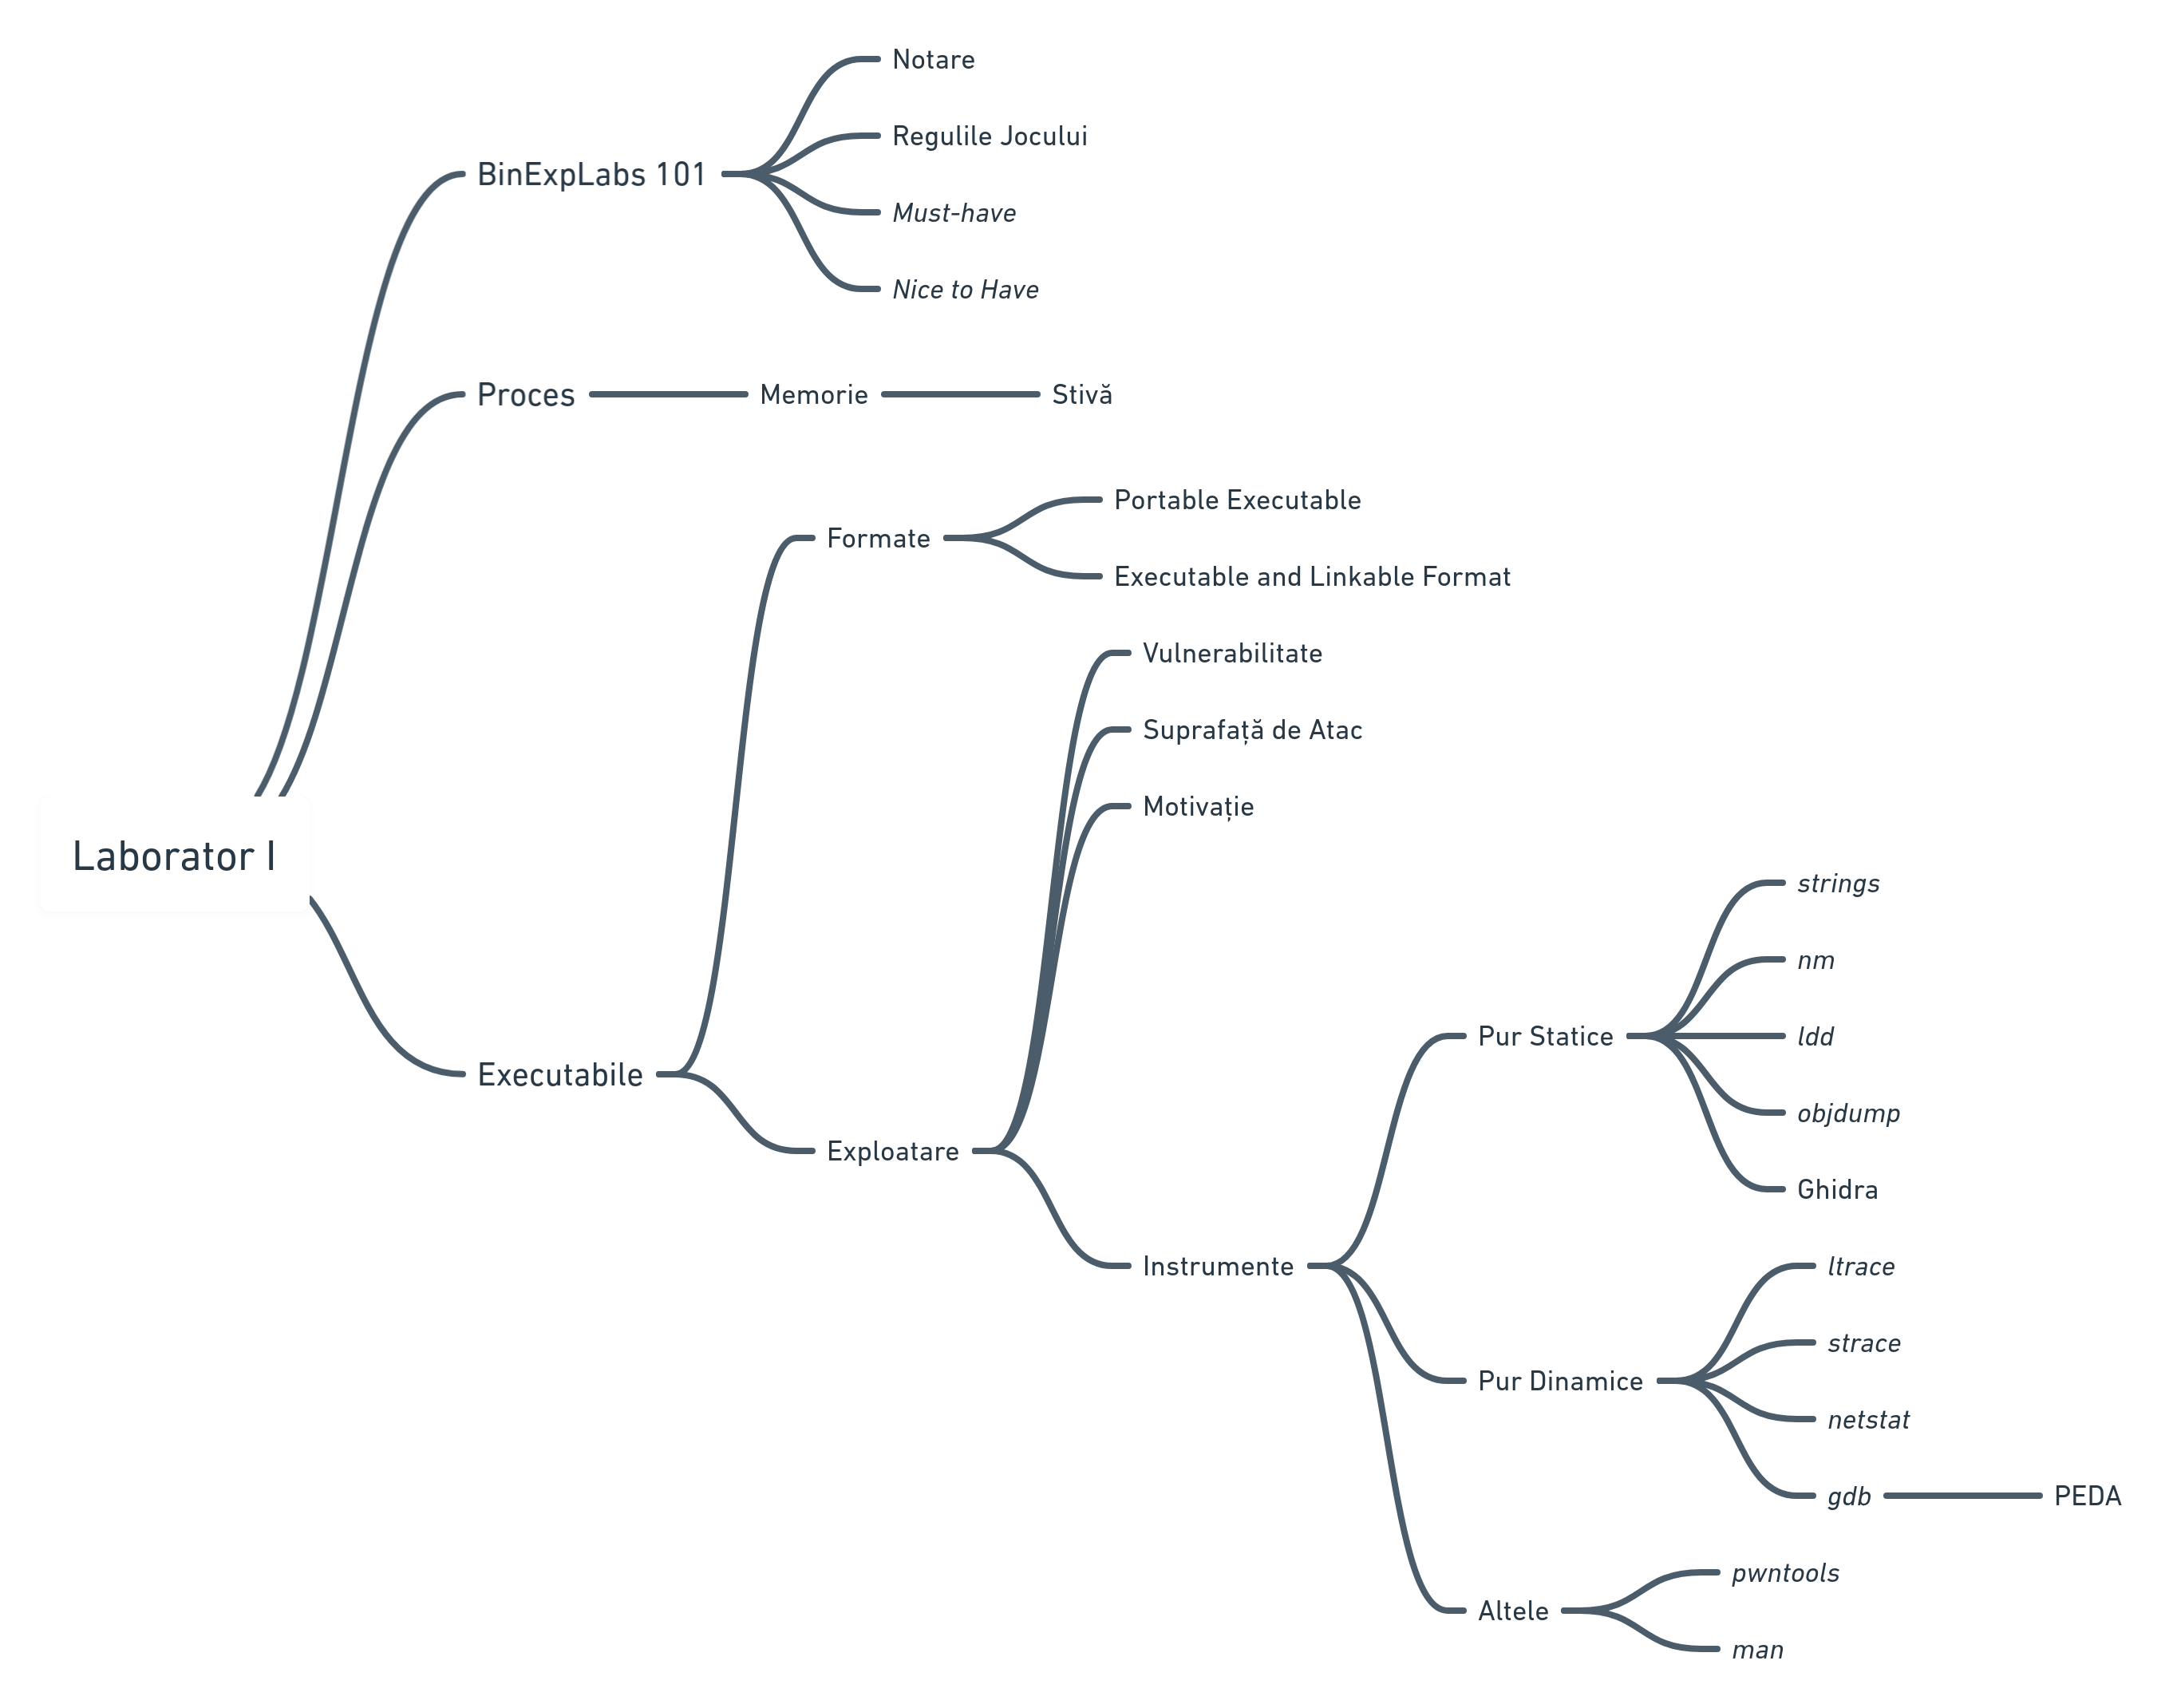 Notare
Regulile Jocului
BinExpLabs 101
Must-have
Nice to Have
Proces
Memorie
Stivă
Portable Executable
Formate
Executable and Linkable Format
Vulnerabilitate
Suprafață de Atac
Motivație
Laborator I
strings
nm
Pur Statice
ldd
Executabile
objdump
Exploatare
Ghidra
Instrumente
ltrace
strace
Pur Dinamice
netstat
gdb
PEDA
pwntools
Altele
man